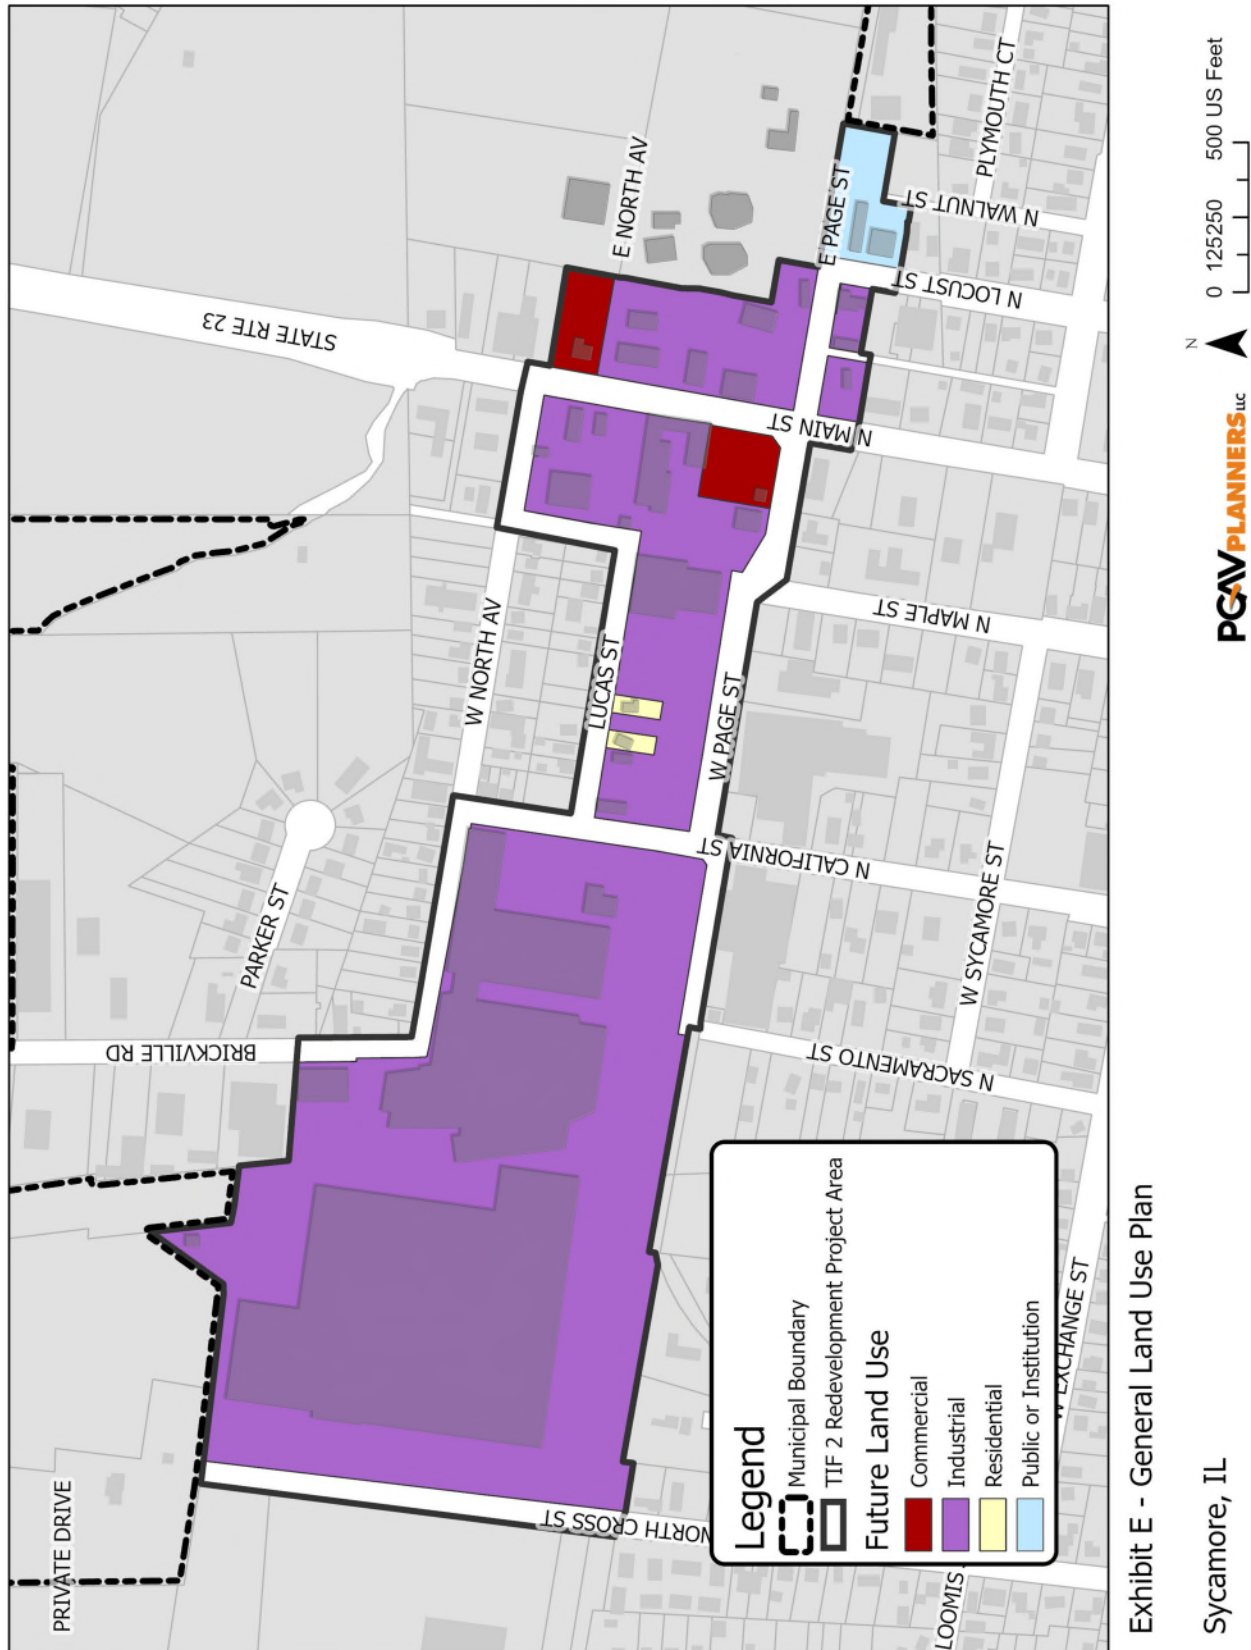 PRIVATE DRIVE
BRICKVILLE RD
PARKER ST
STATE RTE 23
W NORTH AV
E NORTH AV
LUCAS ST
W PAGE ST
E PAGE ST
NORTH CROSS ST
N SACRAMENTO ST
N CALIFORNIA ST
N MAPLE ST
N MAIN ST
N LOCUST ST
N WALNUT ST
PLYMOUTH CT
W SYCAMORE ST
W EXCHANGE ST
LOOMIS
Legend
Municipal Boundary
TIF 2 Redevelopment Project Area
Future Land Use
Commercial
Industrial
Residential
Public or Institution
Exhibit E - General Land Use Plan
Sycamore, IL
PGAV PLANNERS LLC
N
0 125250 500 US Feet